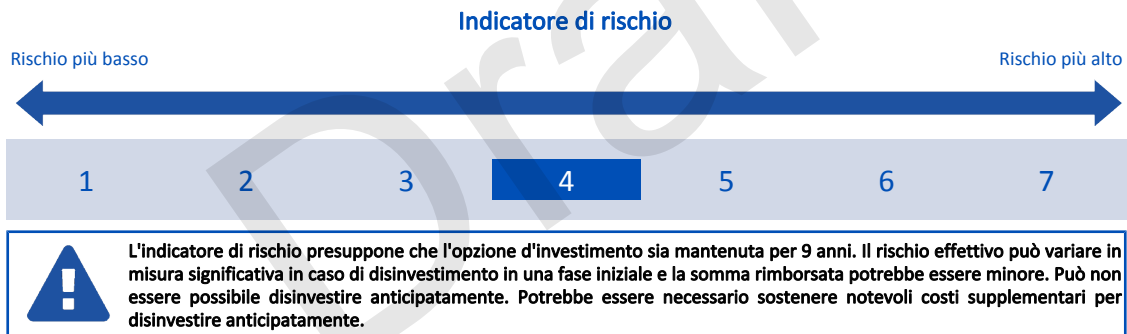 Indicatore di rischio
Rischio più basso
Rischio più alto
1 2 3 4 5 6 7
L'indicatore di rischio presuppone che l'opzione d'investimento sia mantenuta per 9 anni. Il rischio effettivo può variare in
misura significativa in caso di disinvestimento in una fase iniziale e la somma rimborsata potrebbe essere minore. Può non
essere possibile disinvestire anticipatamente. Potrebbe essere necessario sostenere notevoli costi supplementari per
disinvestire anticipatamente.